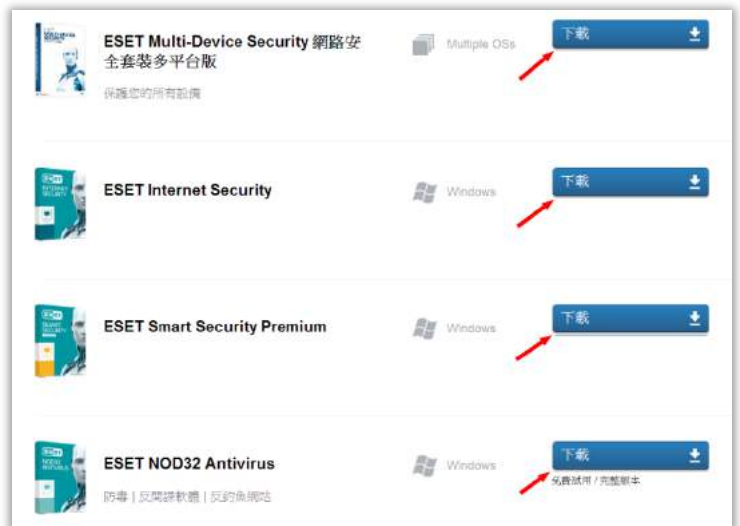 ESET Multi-Device Security 網路安
全套裝多平台版
保護您的所有設備
Multiple OSs
下載
ESET Internet Security
Windows
下載
ESET Smart Security Premium
Windows
下載
ESET NOD32 Antivirus
防毒 | 反間諜軟體 | 反釣魚網站
Windows
下載
免費試用 / 完整版本